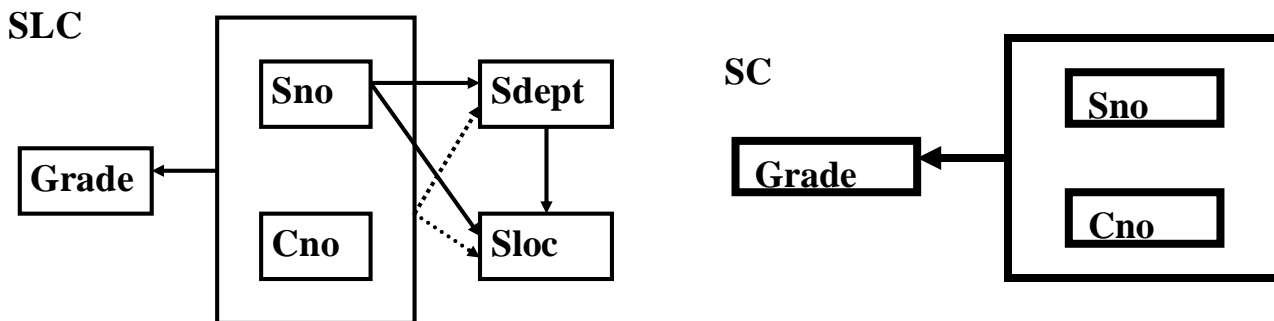 SLC
Sno
Sdept
Grade
Cno
Sloc
SC
Sno
Grade
Cno